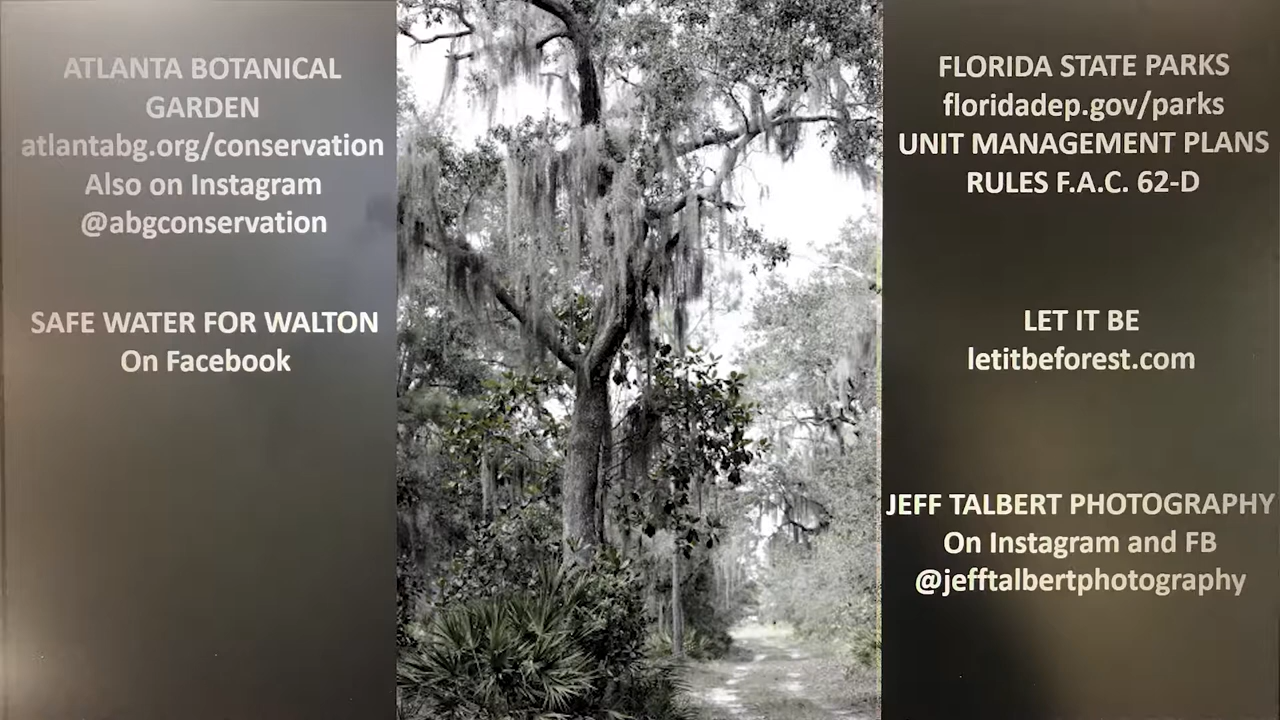 ATLANTA BOTANICAL
GARDEN
atlantabg.org/conservation
Also on Instagram
@abgconservation
SAFE WATER FOR WALTON
On Facebook
FLORIDA STATE PARKS
floridadep.gov/parks
UNIT MANAGEMENT PLANS
RULES F.A.C. 62-D
LET IT BE
letitbeforest.com
JEFF TALBERT PHOTOGRAPHY
On Instagram and FB
@jefftalbertphotography